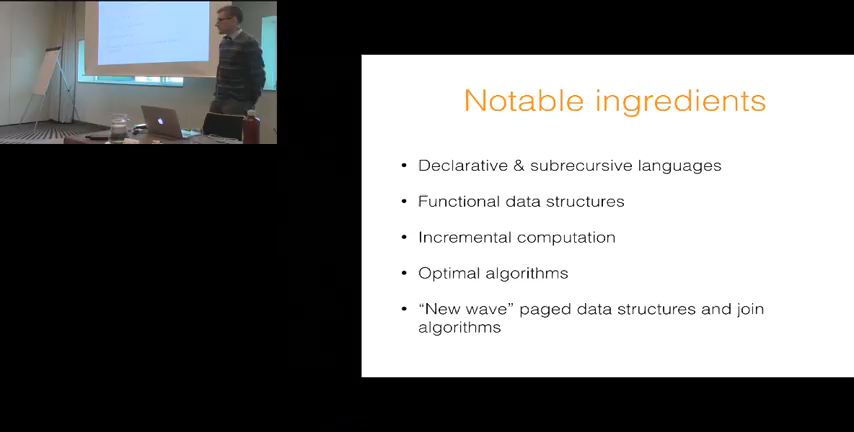 Notable ingredients
• Declarative & subrecursive languages
• Functional data structures
• Incremental computation
• Optimal algorithms
• “New wave” paged data structures and join
algorithms